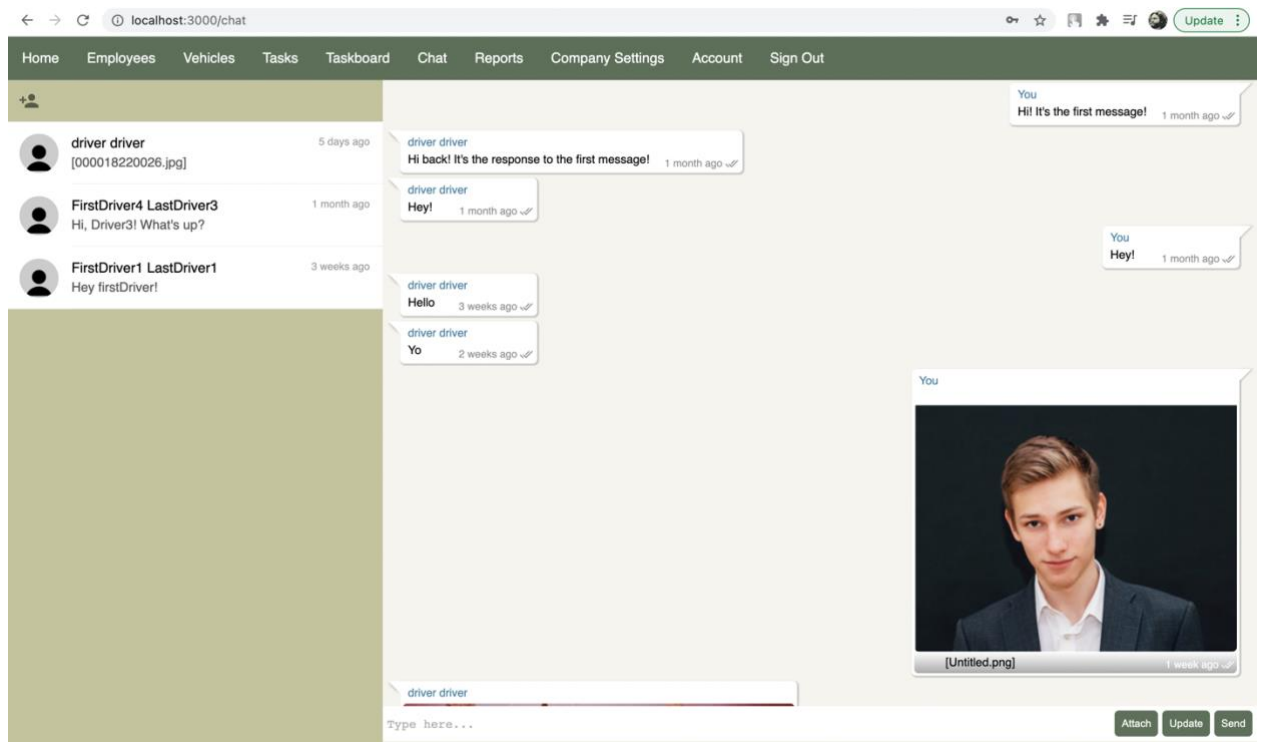 localhost:3000/chat
Update
Home Employees Vehicles Tasks Taskboard Chat Reports Company Settings Account Sign Out
driver driver 5 days ago
[000018220026.jpg]
FirstDriver4 LastDriver3 1 month ago
Hi, Driver3! What's up?
FirstDriver1 LastDriver1 3 weeks ago
Hey firstDriver!
You
Hi! It's the first message! 1 month ago
driver driver
Hi back! It's the response to the first message! 1 month ago
driver driver
Hey! 1 month ago
You
Hey! 1 month ago
driver driver
Hello 3 weeks ago
driver driver
Yo 2 weeks ago
You
[Untitled.png] 1 week ago
driver driver
Type here...
Attach Update Send